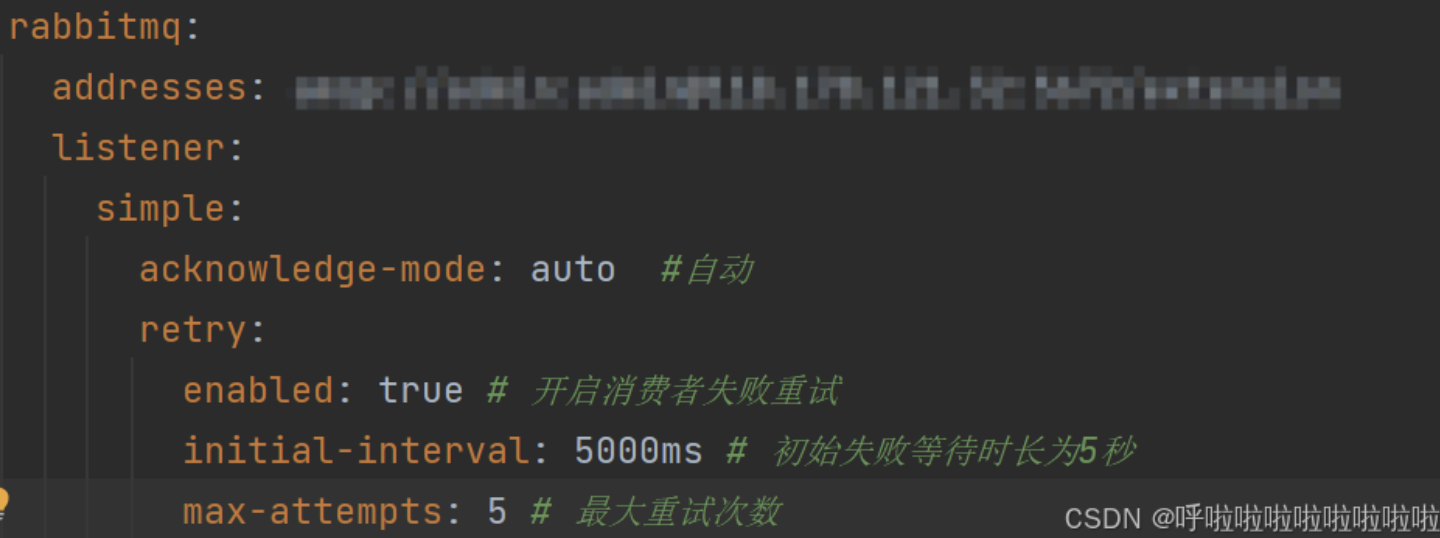 rabbitmq:
addresses:
listener:
simple:
acknowledge-mode: auto #自动
retry:
enabled: true # 开启消费者失败重试
initial-interval: 5000ms # 初始失败等待时长为5秒
max-attempts: 5 # 最大重试次数
CSDN @呼啦啦啦啦啦啦啦啦